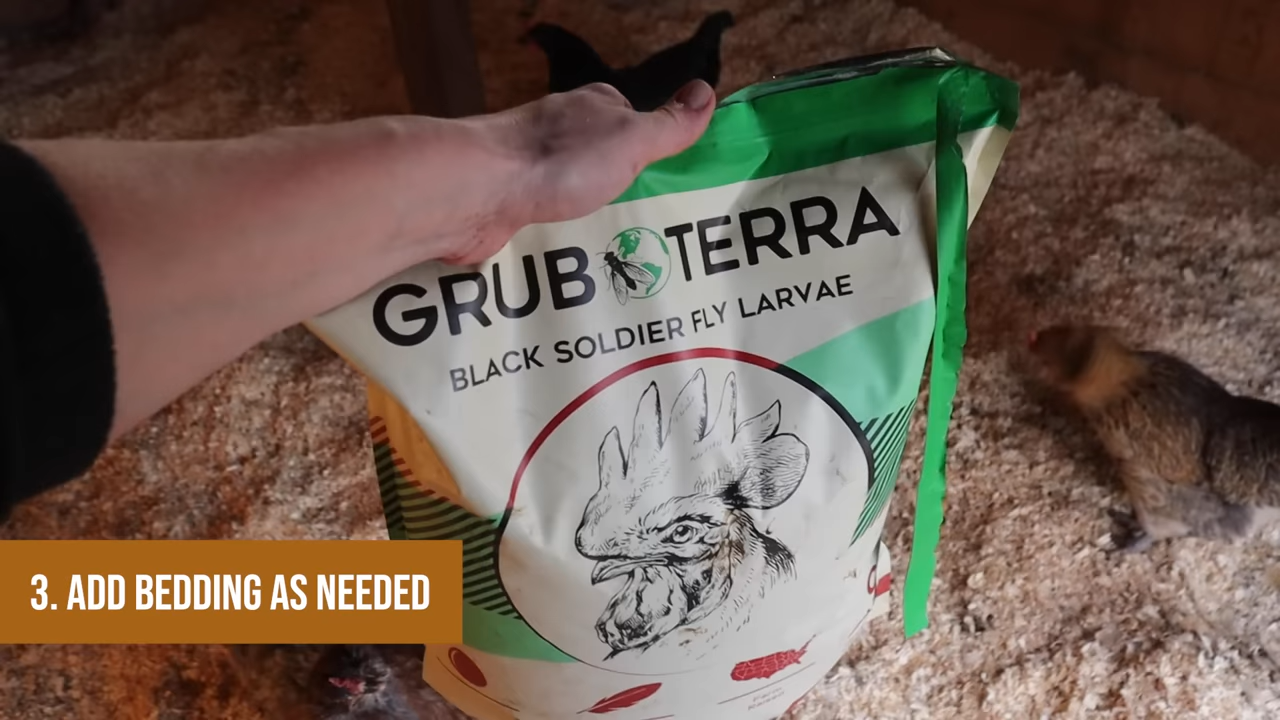 GRUB TERRA
BLACK SOLDIER FLY LARVAE
3. ADD BEDDING AS NEEDED